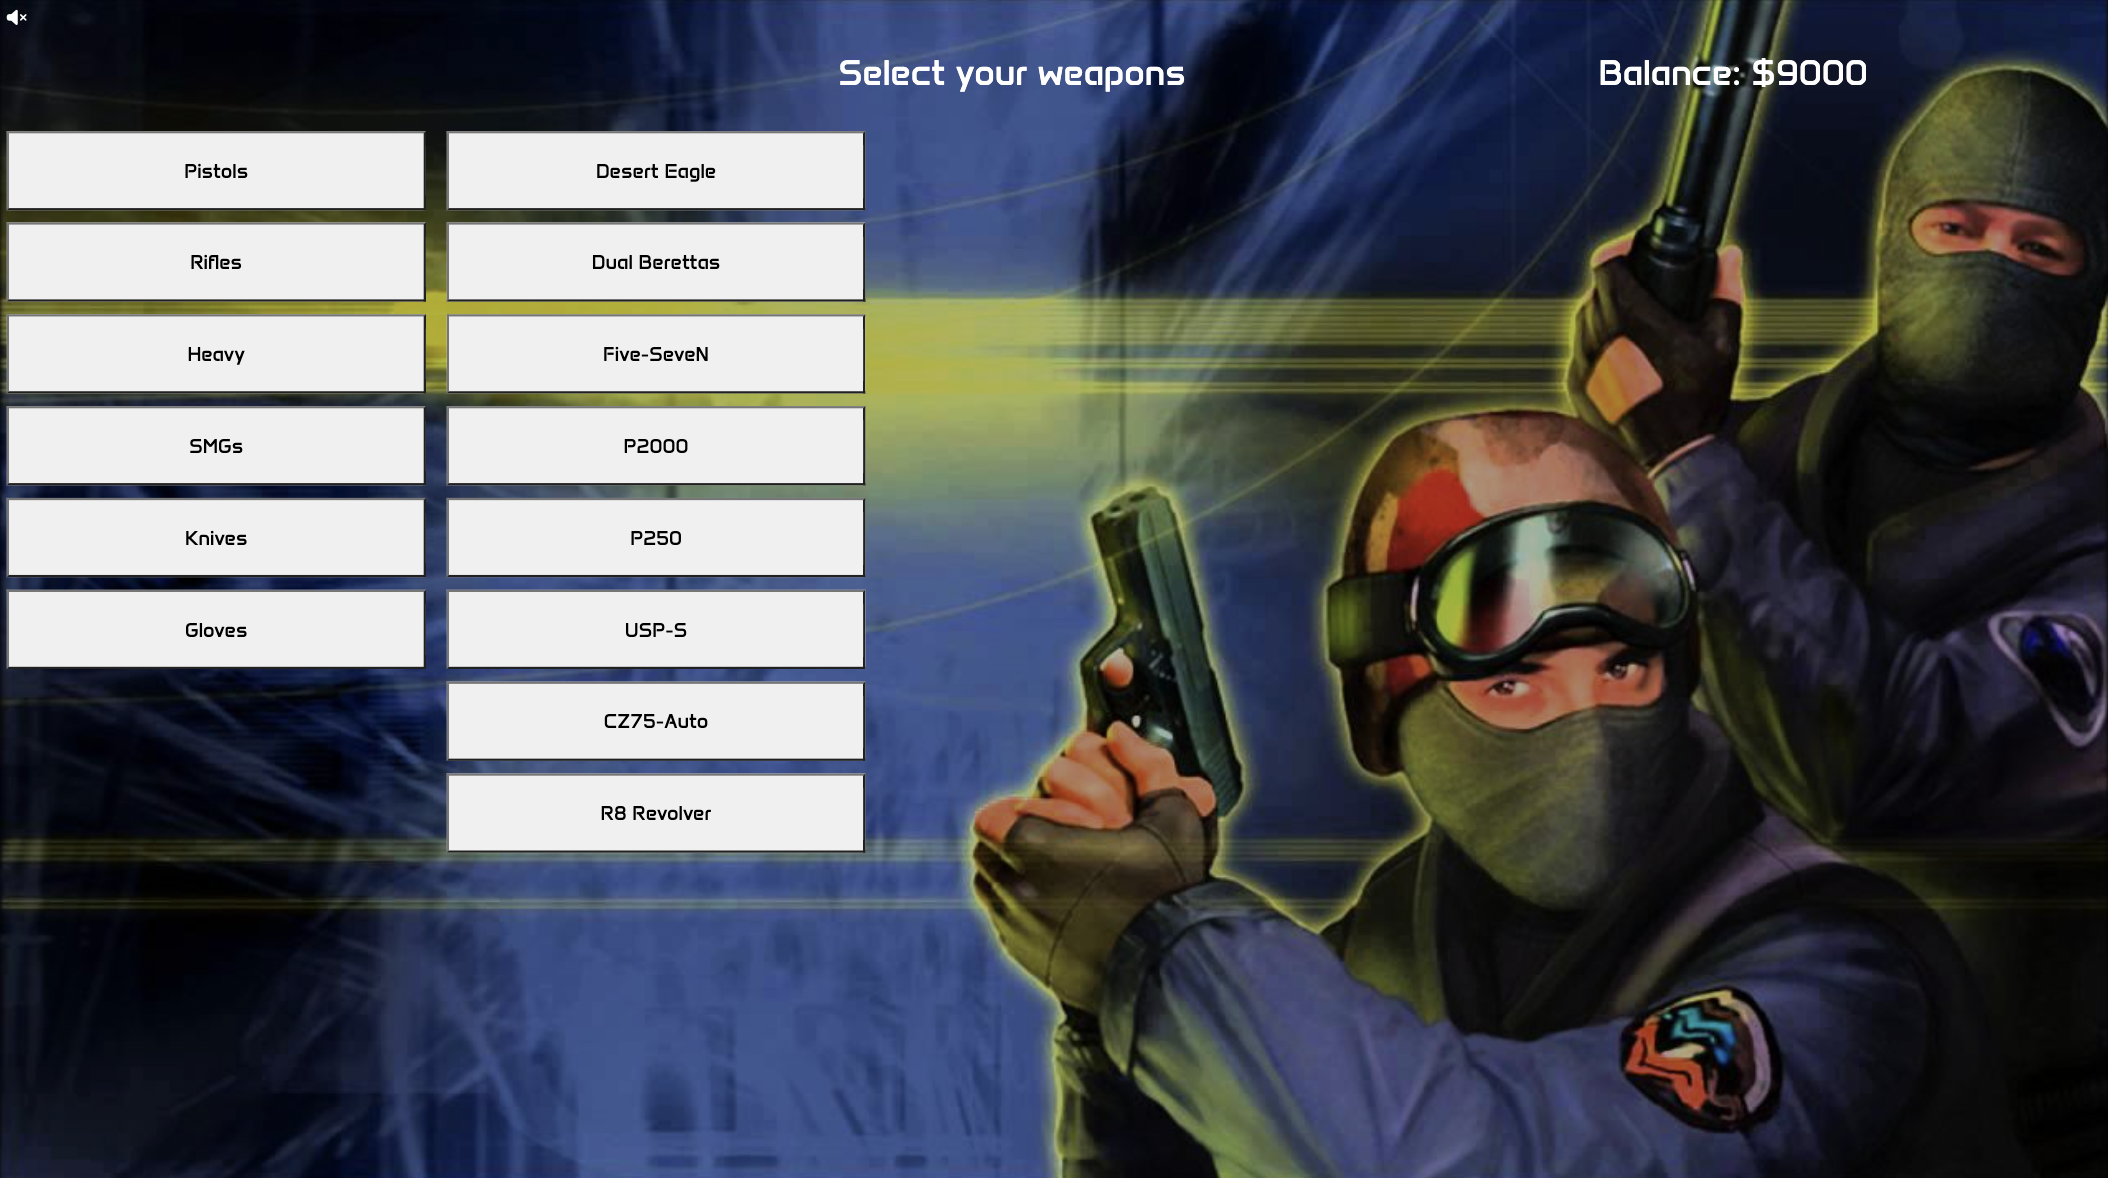 Select your weapons
Balance: $9000
Pistols
Rifles
Heavy
SMGs
Knives
Gloves
Desert Eagle
Dual Berettas
Five-SeveN
P2000
P250
USP-S
CZ75-Auto
R8 Revolver